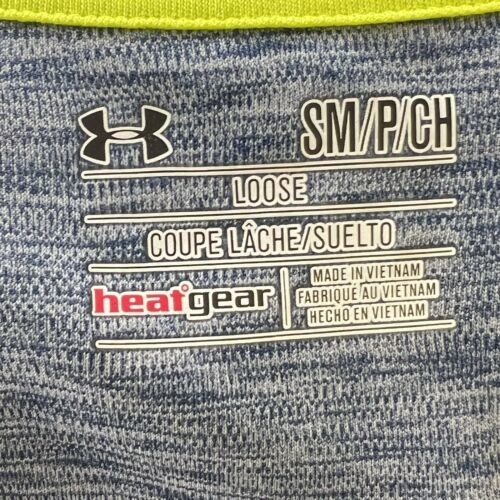 SM/P/CH
LOOSE
COUPE LÂCHE/SUELTO
heatgear
MADE IN VIETNAM
FABRIQUÉ AU VIETNAM
HECHO EN VIETNAM